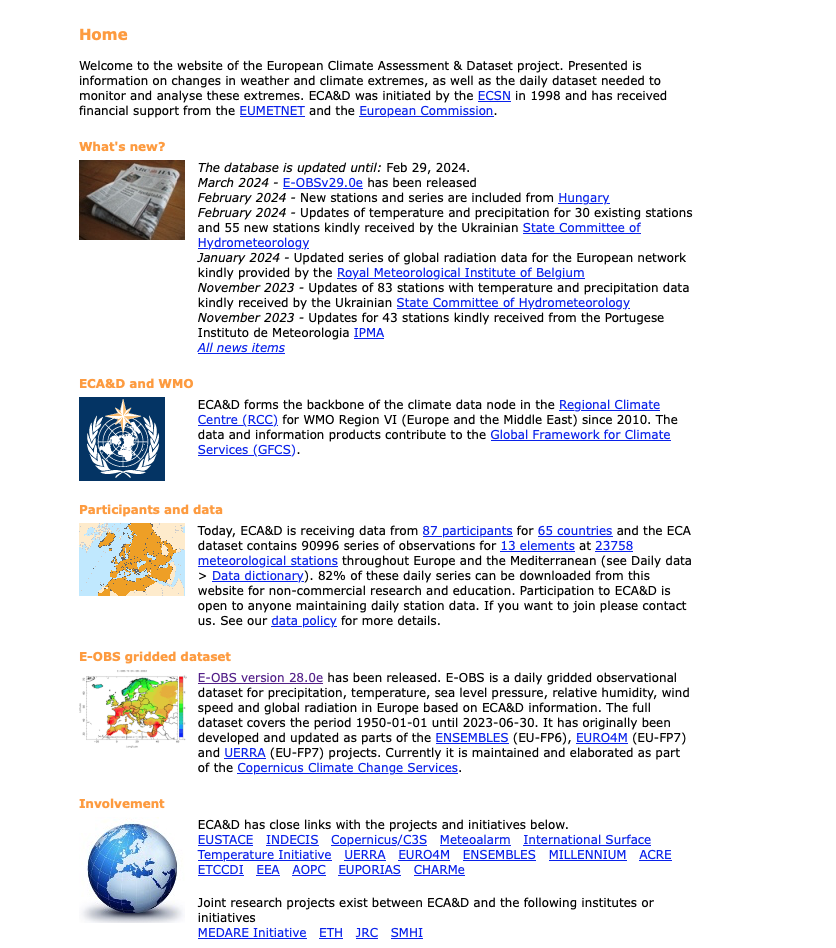 Home
Welcome to the website of the European Climate Assessment & Dataset project. Presented is
information on changes in weather and climate extremes, as well as the daily dataset needed to
monitor and analyse these extremes. ECA&D was initiated by the ECSN in 1998 and has received
financial support from the EUMETNET and the European Commission.
What's new?
The database is updated until: Feb 29, 2024.
March 2024 - E-OBSv29.0e has been released
February 2024 - New stations and series are included from Hungary
February 2024 - Updates of temperature and precipitation for 30 existing stations
and 55 new stations kindly received by the Ukrainian State Committee of
Hydrometeorology
January 2024 - Updated series of global radiation data for the European network
kindly provided by the Royal Meteorological Institute of Belgium
November 2023 - Updates of 83 stations with temperature and precipitation data
kindly received by the Ukrainian State Committee of Hydrometeorology
November 2023 - Updates for 43 stations kindly received from the Portugese
Instituto de Meteorologia IPMA
All news items
ECA&D and WMO
ECA&D forms the backbone of the climate data node in the Regional Climate
Centre (RCC) for WMO Region VI (Europe and the Middle East) since 2010. The
data and information products contribute to the Global Framework for Climate
Services (GFCS).
Participants and data
Today, ECA&D is receiving data from 87 participants for 65 countries and the ECA
dataset contains 90996 series of observations for 13 elements at 23758
meteorological stations throughout Europe and the Mediterranean (see Daily data
> Data dictionary). 82% of these daily series can be downloaded from this
website for non-commercial research and education. Participation to ECA&D is
open to anyone maintaining daily station data. If you want to join please contact
us. See our data policy for more details.
E-OBS gridded dataset
E-OBS version 28.0e has been released. E-OBS is a daily gridded observational
dataset for precipitation, temperature, sea level pressure, relative humidity, wind
speed and global radiation in Europe based on ECA&D information. The full
dataset covers the period 1950-01-01 until 2023-06-30. It has originally been
developed and updated as parts of the ENSEMBLES (EU-FP6), EURO4M (EU-FP7)
and UERRA (EU-FP7) projects. Currently it is maintained and elaborated as part
of the Copernicus Climate Change Services.
Involvement
ECA&D has close links with the projects and initiatives below.
EUSTACE INDECIS Copernicus/C3S Meteoalarm International Surface
Temperature Initiative UERRA EURO4M ENSEMBLES MILLENNIUM ACRE
ETCCDI EEA AOPC EUPORIAS CHARMe
Joint research projects exist between ECA&D and the following institutes or
initiatives
MEDARE Initiative ETH JRC SMHI